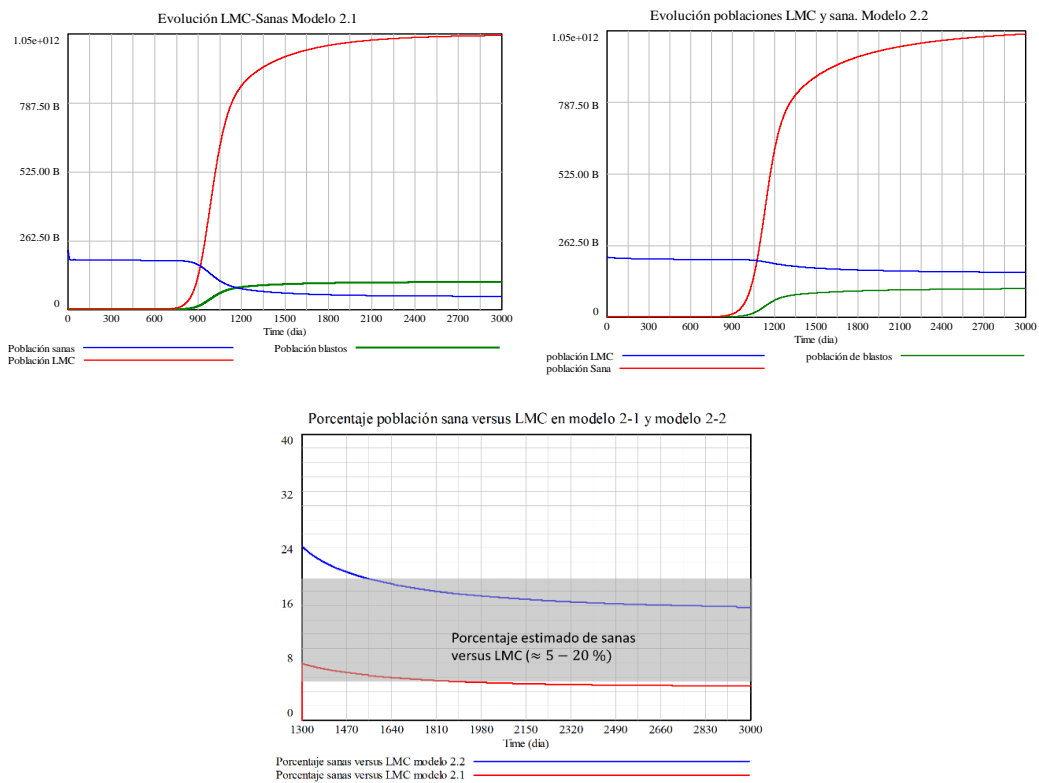 Evolución LMC-Sanas Modelo 2.1
1.05e+012
787.50 B
525.00 B
262.50 B
0
0 300 600 900 1200 1500 1800 2100 2400 2700 3000
Time (dia)
Población sanas
Población LMC
Población blastos
Evolución poblaciones LMC y sana. Modelo 2.2
1.05e+012
787.50 B
525.00 B
262.50 B
0
0 300 600 900 1200 1500 1800 2100 2400 2700 3000
Time (dia)
población LMC
población Sana
población de blastos
Porcentaje población sana versus LMC en modelo 2-1 y modelo 2-2
40
32
24
16
8
0
Porcentaje estimado de sanas
versus LMC (≈ 5 − 20 %)
1300 1470 1640 1810 1980 2150 2320 2490 2660 2830 3000
Time (dia)
Porcentaje sanas versus LMC modelo 2.2
Porcentaje sanas versus LMC modelo 2.1